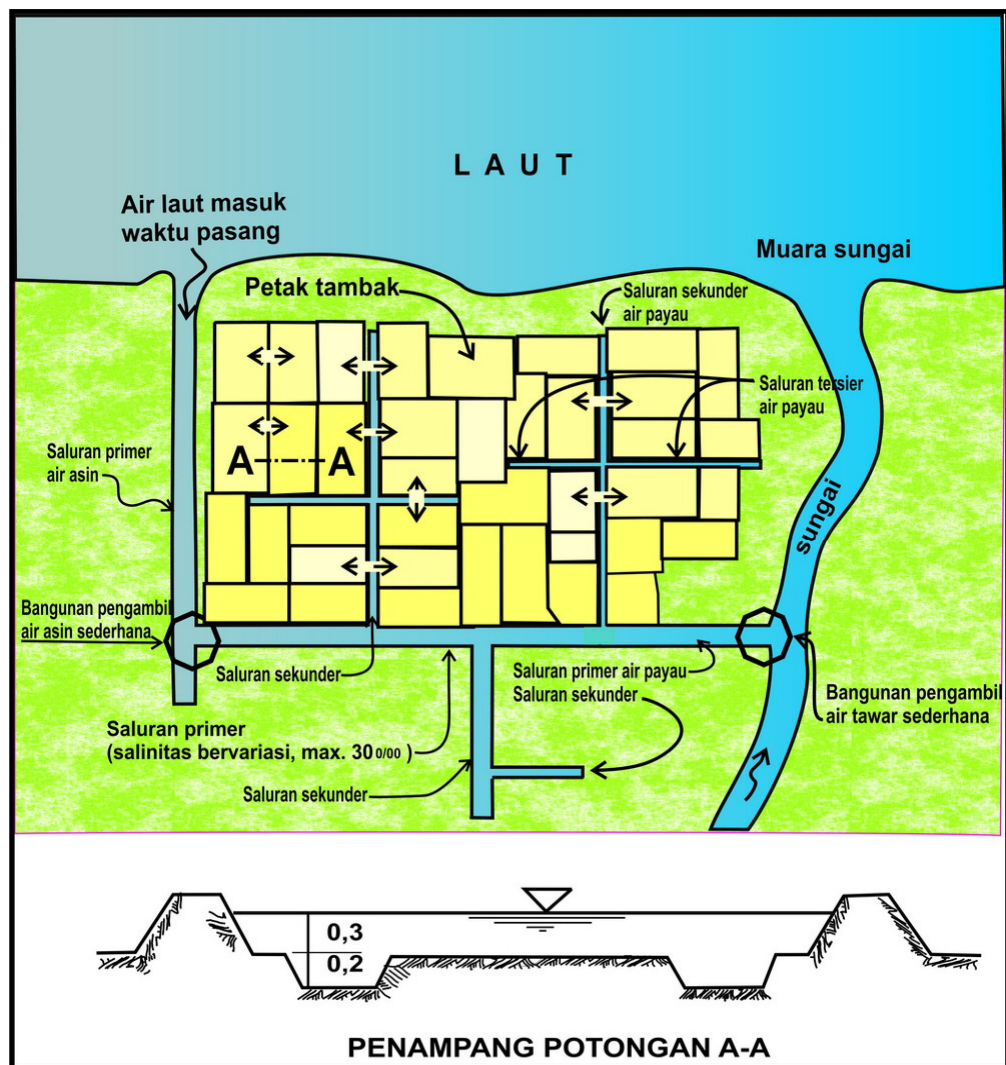 L A U T
Air laut masuk
waktu pasang
Muara sungai
Petak tambak
Saluran sekunder
air payau
Saluran tersier
air payau
Saluran primer
air asin
A
A
sungai
Bangunan pengambil
air asin sederhana
Saluran sekunder
Saluran primer air payau
Saluran sekunder
Bangunan pengambil
air tawar sederhana
Saluran primer
(salinitas bervariasi, max. 30 0/00 )
Saluran sekunder
0,3
0,2
PENAMPANG POTONGAN A-A